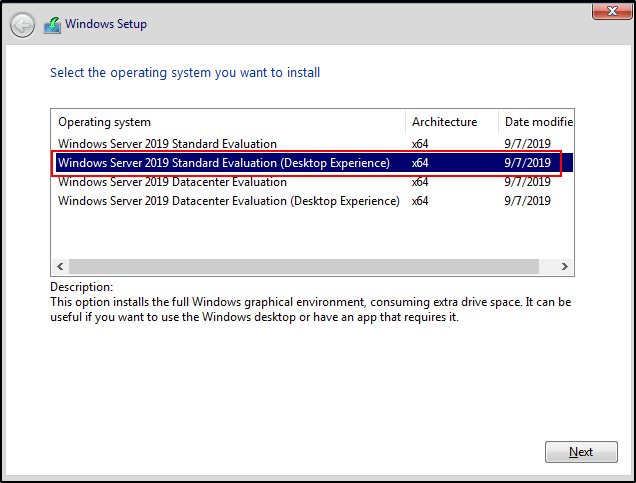 Windows Setup
Select the operating system you want to install
Operating system Architecture Date modifie
Windows Server 2019 Standard Evaluation x64 9/7/2019
Windows Server 2019 Standard Evaluation (Desktop Experience) x64 9/7/2019
Windows Server 2019 Datacenter Evaluation x64 9/7/2019
Windows Server 2019 Datacenter Evaluation (Desktop Experience) x64 9/7/2019
Description:
This option installs the full Windows graphical environment, consuming extra drive space. It can be
useful if you want to use the Windows desktop or have an app that requires it.
Next